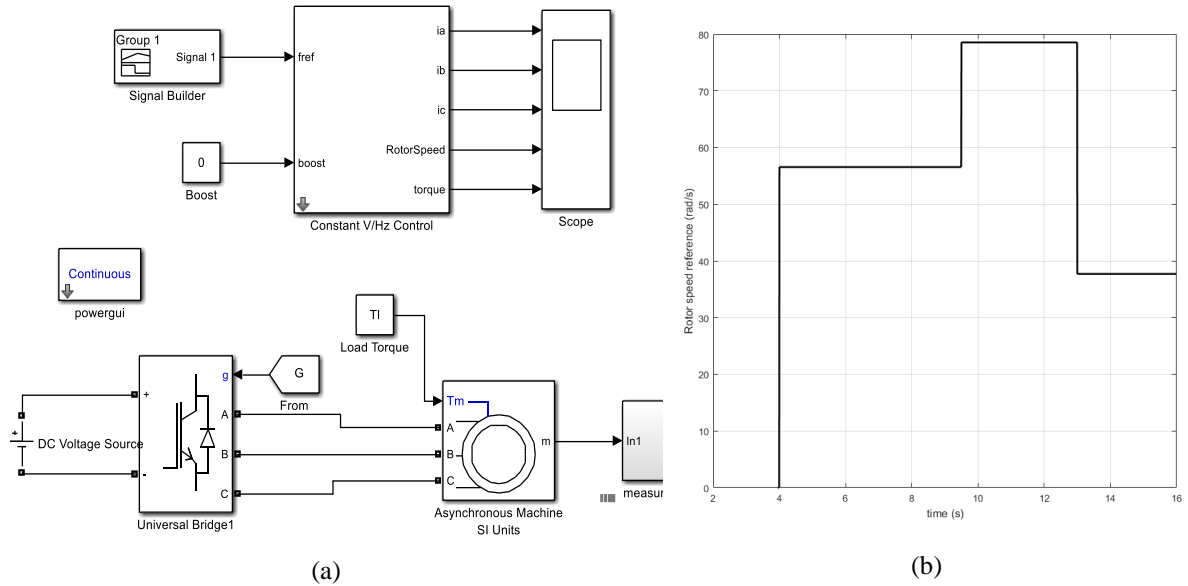 Group 1
Signal 1
Signal Builder
0
Boost
fref
boost
ia
ib
ic
RotorSpeed
torque
Constant V/Hz Control
Scope
Continuous
powergui
Tl
Load Torque
G
From
+
DC Voltage Source
+
-
g
A
B
C
Universal Bridge1
Tm
A
B
C
m
Asynchronous Machine
SI Units
In1
measur
(a)
Rotor speed reference (rad/s)
80
70
60
50
40
30
20
10
0
2
4
6
8
10
12
14
16
time (s)
(b)